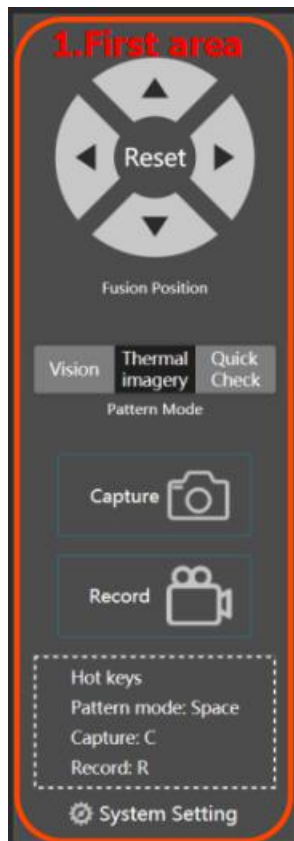 1.First area
Reset
Fusion Position
Vision
Thermal
imagery
Quick
Check
Pattern Mode
Capture
Record
Hot keys
Pattern mode: Space
Capture: C
Record: R
System Setting